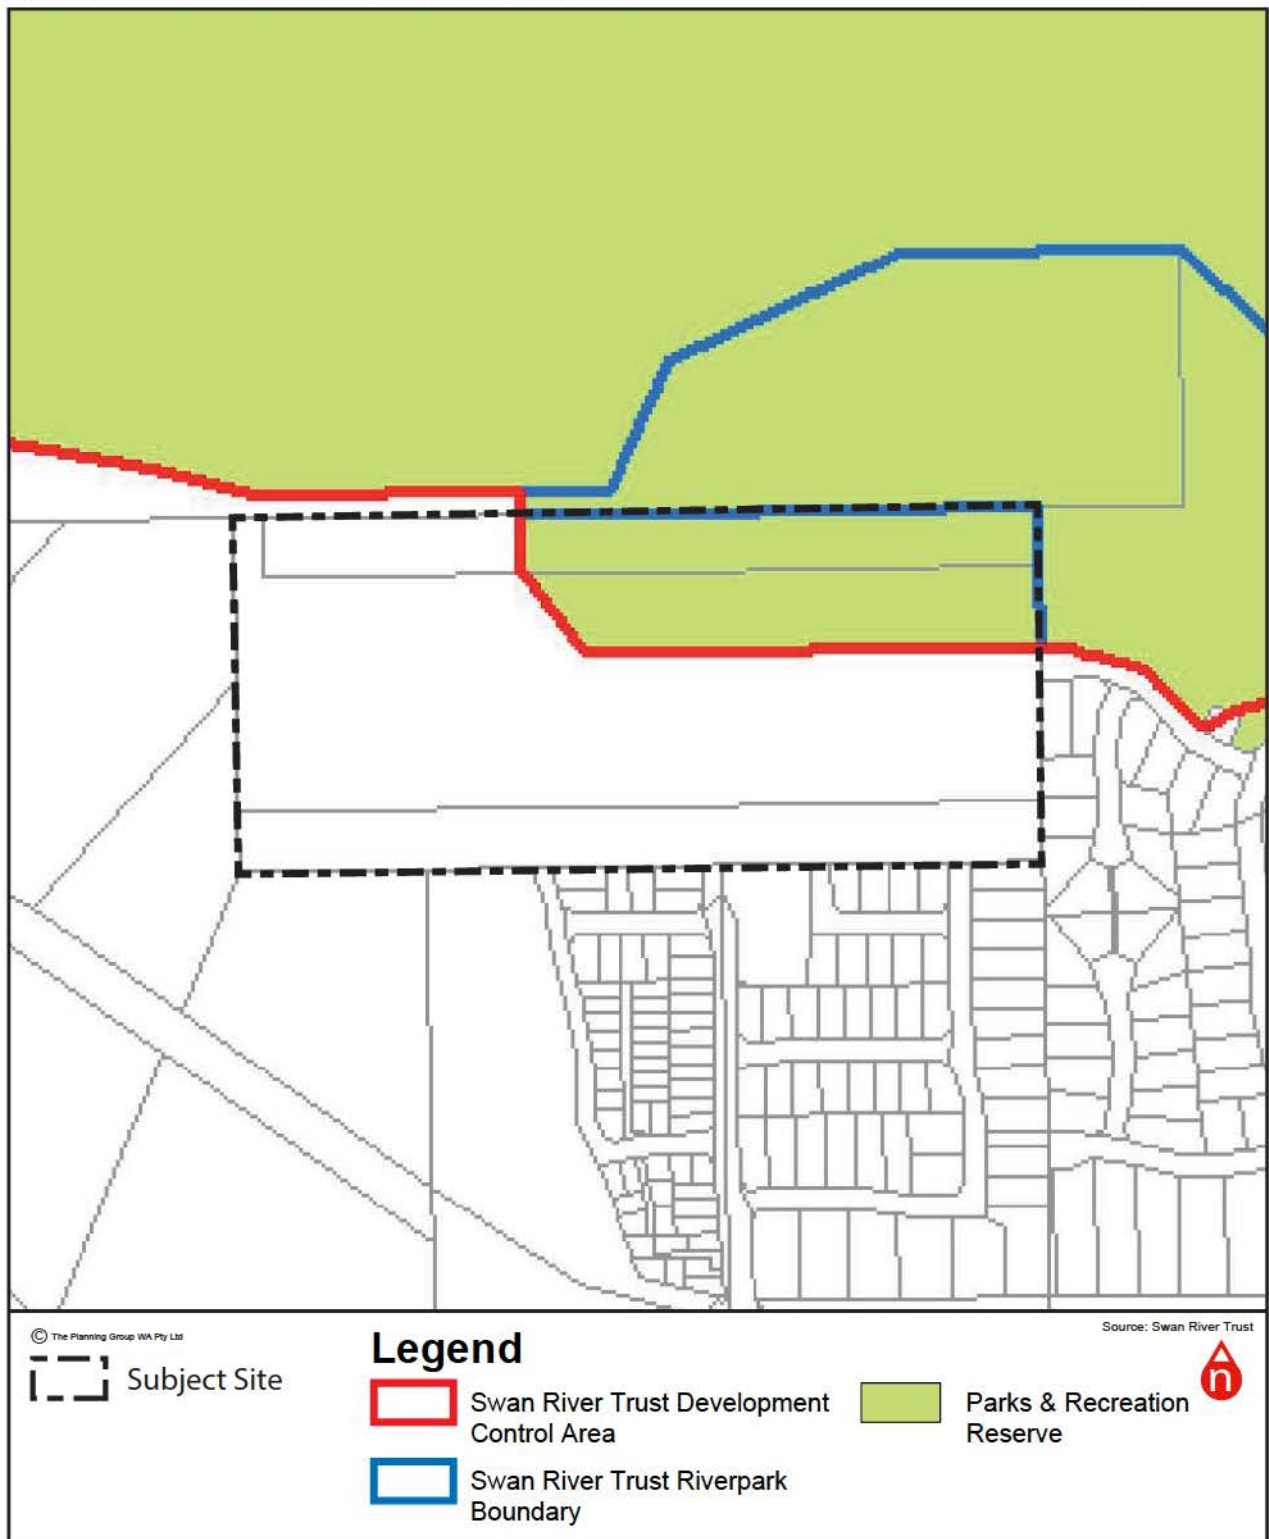 © The Planning Group WA Pty Ltd
Subject Site
Legend
Swan River Trust Development
Control Area
Swan River Trust Riverpark
Boundary
Parks & Recreation
Reserve
Source: Swan River Trust
n